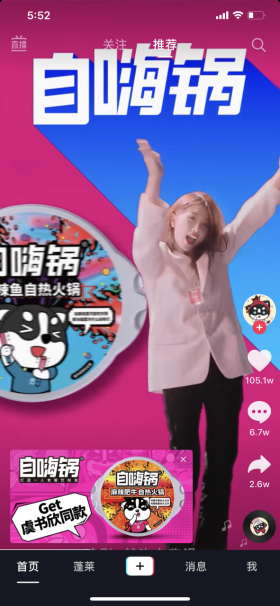 5:52
直播
关注
推荐
自嗨锅
自嗨锅
辣鱼自热火锅
105.1w
6.7w
2.6w
自嗨锅
Get
虞书欣同款
自嗨锅
麻辣肥牛自热火锅
首页
蓬莱
消息
我